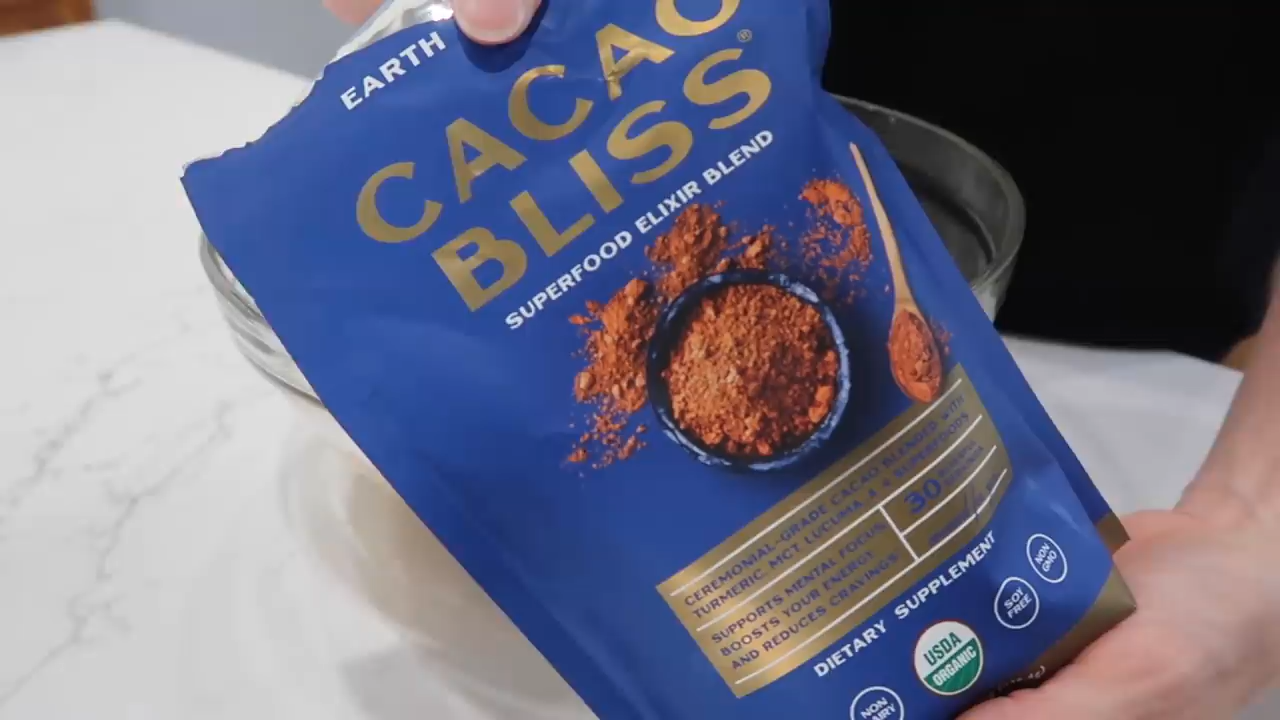 EARTH
CACAO
BLISS®
SUPERFOOD ELIXIR BLEND
CEREMONIAL-GRADE CACAO BLENDED WITH
TURMERIC, MCT LUCUMA & 4 SUPERFOODS
SUPPORTS MENTAL FOCUS,
BOOSTS YOUR ENERGY
AND REDUCES CRAVINGS
30
DIETARY SUPPLEMENT
NON
GMO
SOY
FREE
USDA
ORGANIC
NON
DAIRY